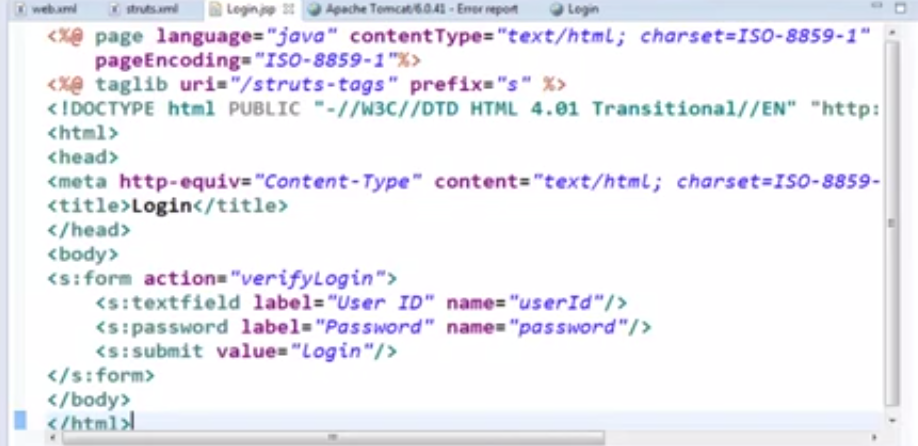 web.xml struts.xml Login.jsp Apache Tomcat/6.0.41 - Error report Login
<%@ page language="java" contentType="text/html; charset=ISO-8859-1"
pageEncoding="ISO-8859-1"%>
<%@ taglib uri="/struts-tags" prefix="s" %>
<!DOCTYPE html PUBLIC "-//W3C//DTD HTML 4.01 Transitional//EN" "http:
<html>
<head>
<meta http-equiv="Content-Type" content="text/html; charset=ISO-8859-
<title>Login</title>
</head>
<body>
<s:form action="verifyLogin">
<s:textfield label="User ID" name="userId"/>
<s:password label="Password" name="password"/>
<s:submit value="Login"/>
</s:form>
</body>
</html>